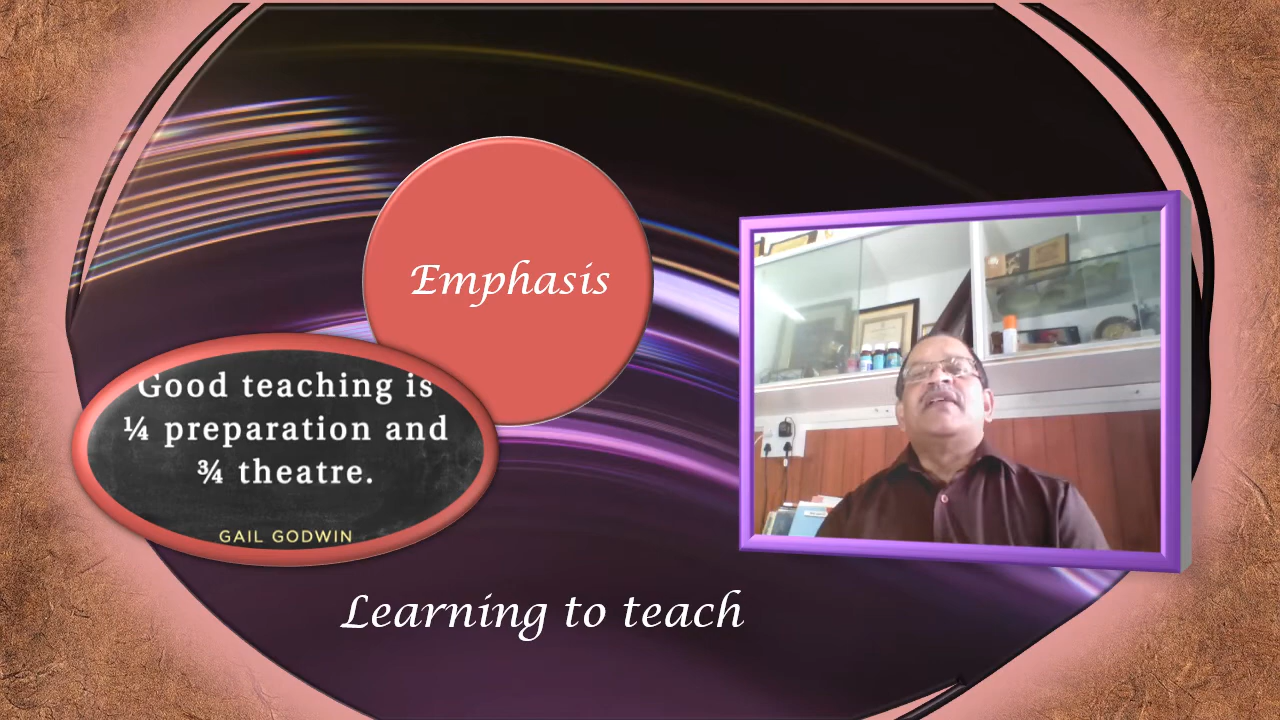 Emphasis
Good teaching is
¼ preparation and
¾ theatre.
GAIL GODWIN
Learning to teach